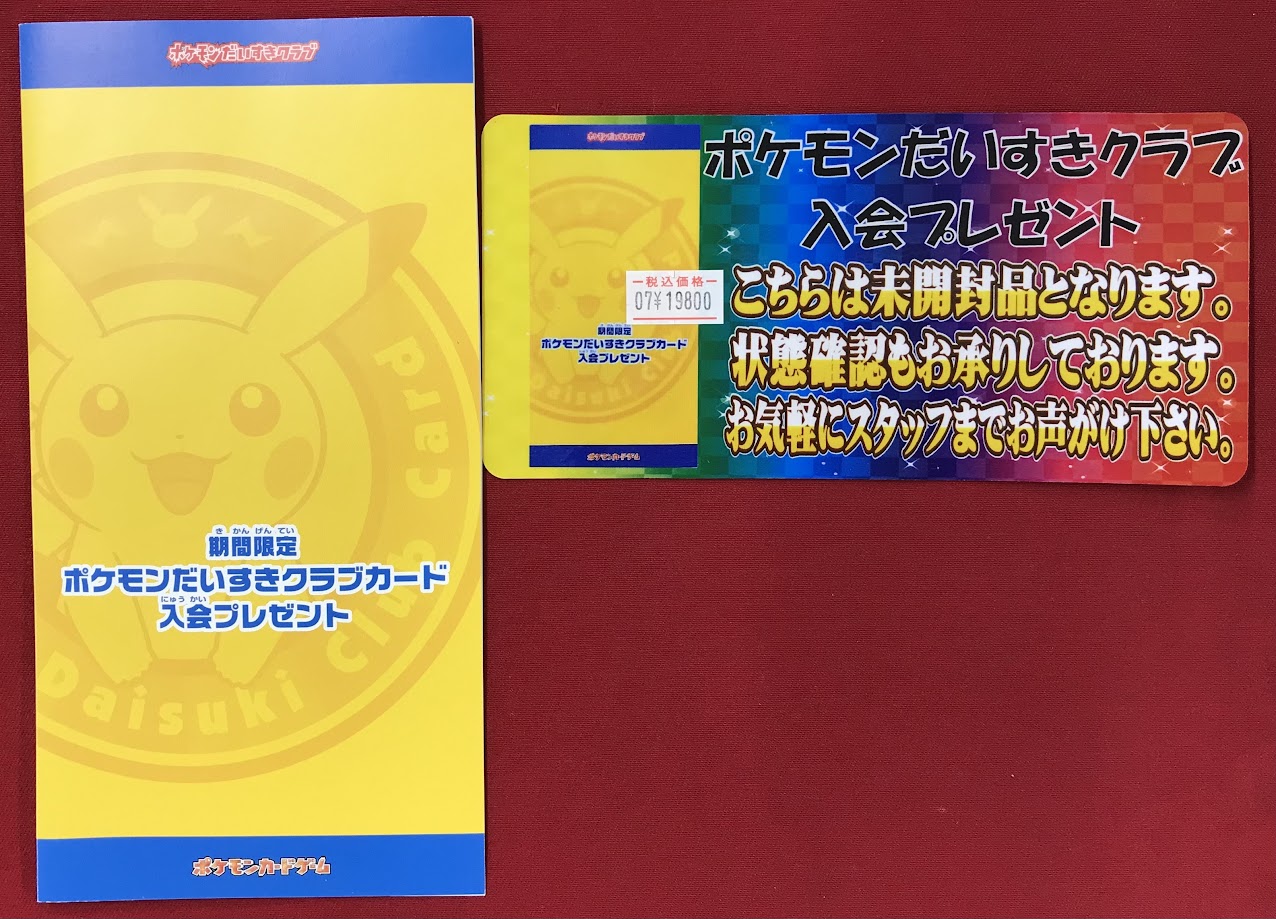 ポケモンだいすきクラブ
き かん げん てい
期間限定
ポケモンだいすきクラブカード
にゅう かい
入会プレゼント
Daisuki club card
ポケモンカードゲーム
ポケモンだいすきクラブ
ポケモンだいすきクラブ
入会プレゼント
こちらは未開封品となります。
状態確認もお承りしております。
お気軽にスタッフまでお声がけ下さい。
税込価格
07¥19800
期間限定
ポケモンだいすきクラブカード
入会プレゼント
Daisuki club
ポケモンカードゲーム